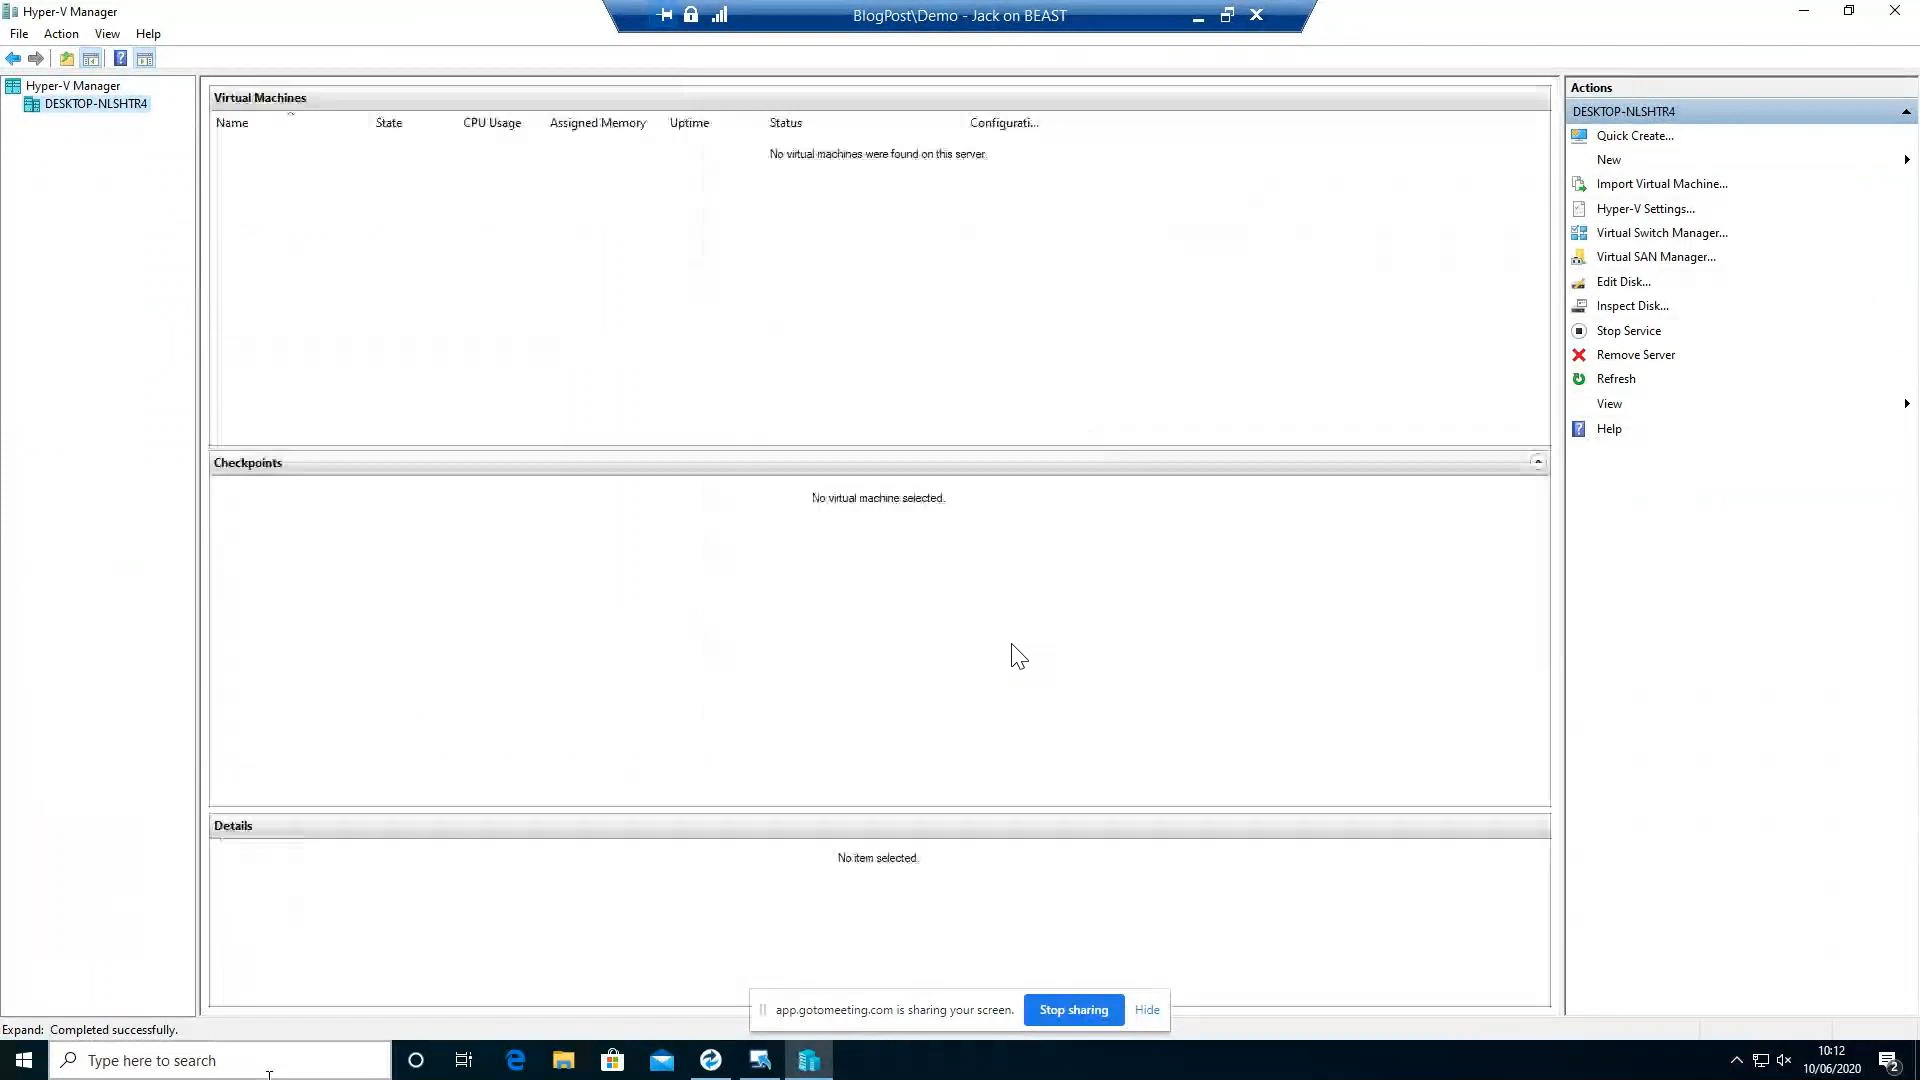 Hyper-V Manager
BlogPost\Demo - Jack on BEAST
File Action View Help
Hyper-V Manager
DESKTOP-NLSHTR4
Virtual Machines
Name State CPU Usage Assigned Memory Uptime Status Configurati...
No virtual machines were found on this server.
Checkpoints
No virtual machine selected.
Details
No item selected.
Actions
DESKTOP-NLSHTR4
Quick Create...
New
Import Virtual Machine...
Hyper-V Settings...
Virtual Switch Manager...
Virtual SAN Manager...
Edit Disk...
Inspect Disk...
Stop Service
Remove Server
Refresh
View
Help
app.gotomeeting.com is sharing your screen. Stop sharing Hide
Expand: Completed successfully.
Type here to search
10:12
10/06/2020
2